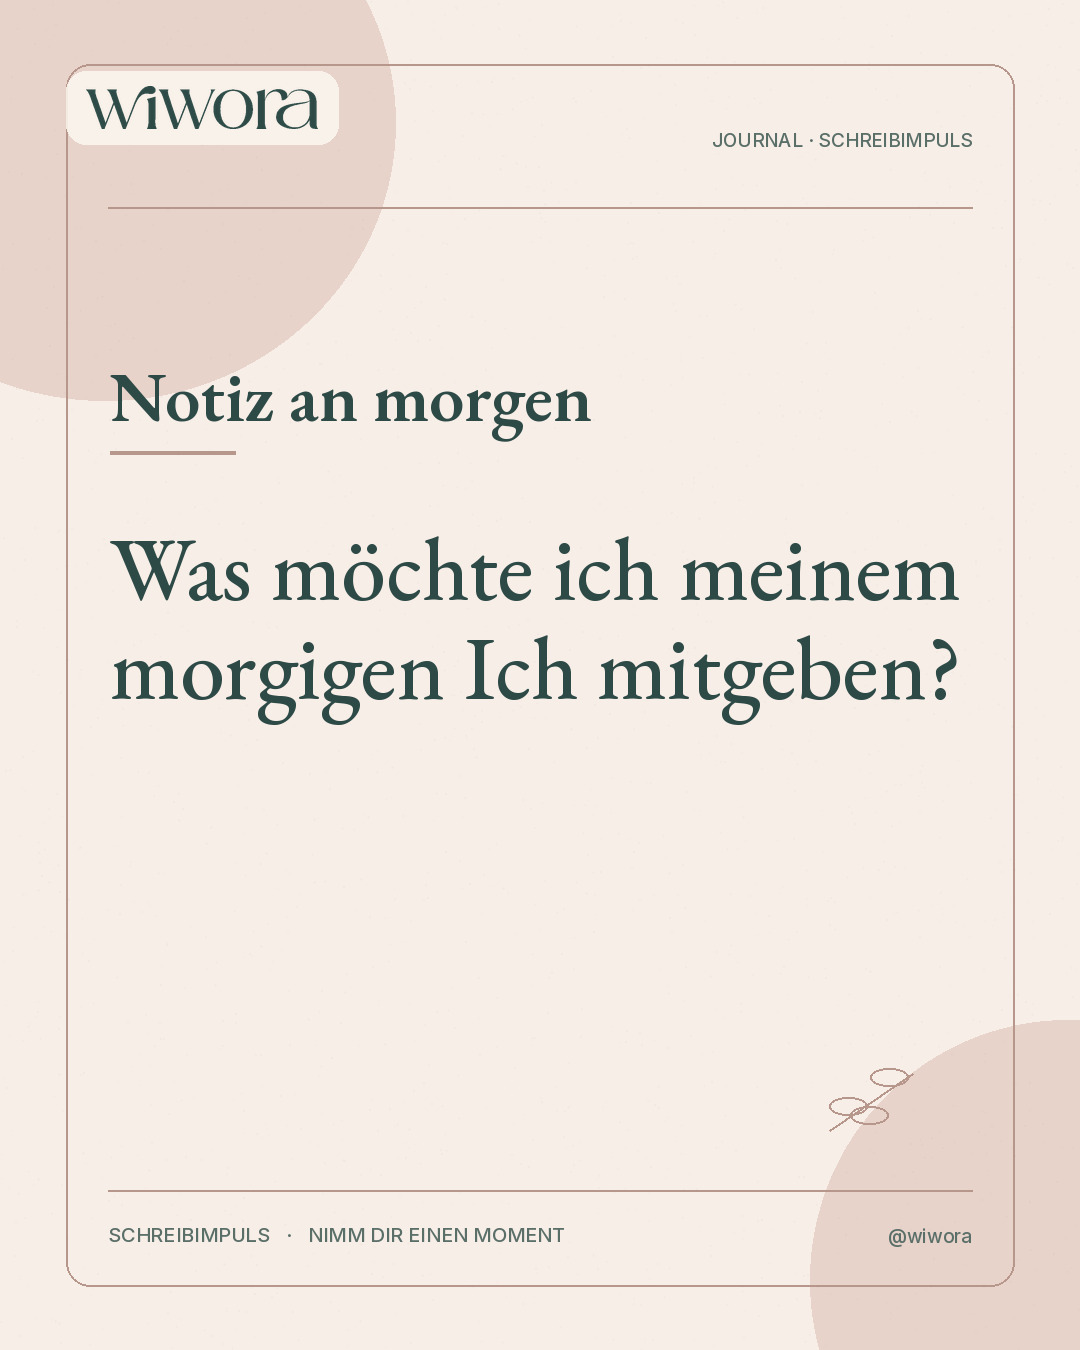 wiwora
JOURNAL · SCHREIBIMPULS
Notiz an morgen
Was möchte ich meinem
morgigen Ich mitgeben?
SCHREIBIMPULS · NIMM DIR EINEN MOMENT
@wiwora